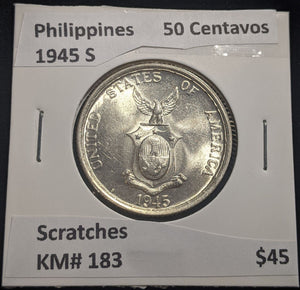 Philippines 50 Centavos
1945 S
UNITED STATES OF AMERICA
1945
Scratches
KM# 183 $45